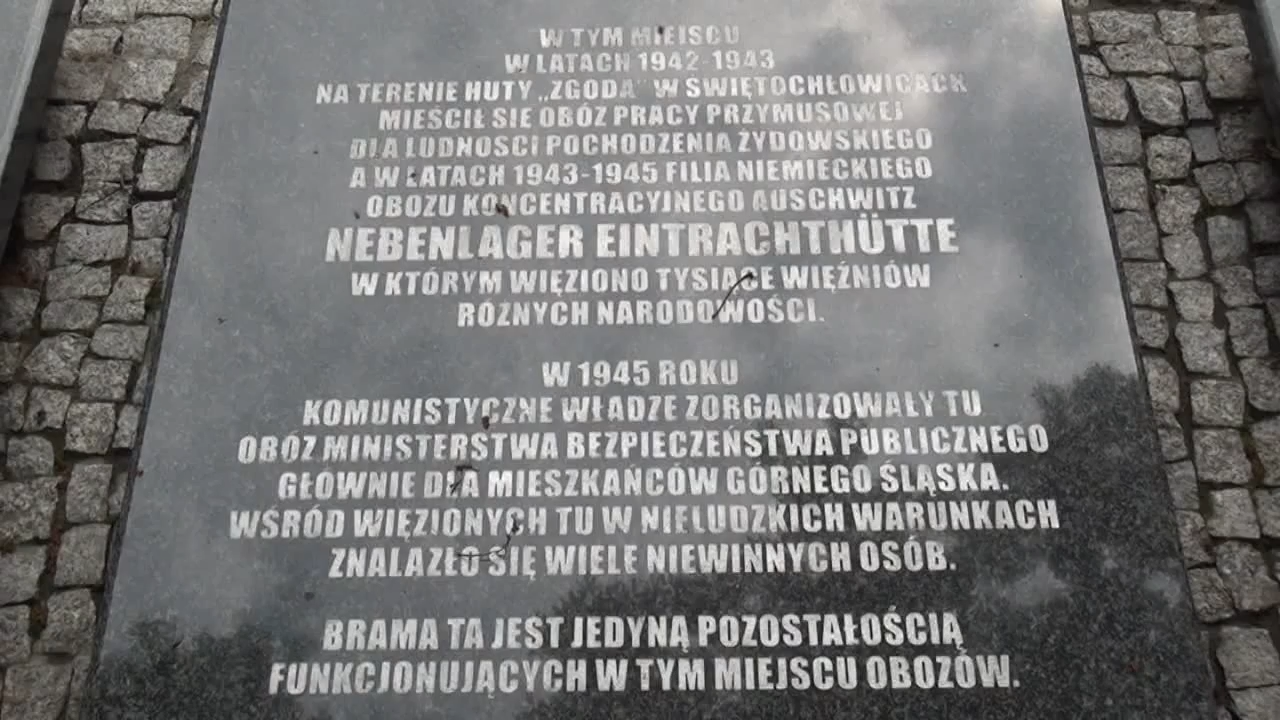 W TYM MIEJSCU
W LATACH 1942-1943
NA TERENIE HUTY „ZGODA” W ŚWIĘTOCHŁOWICACH
MIEŚCIŁ SIĘ OBÓZ PRACY PRZYMUSOWEJ
DLA LUDNOŚCI POCHODZENIA ŻYDOWSKIEGO
A W LATACH 1943-1945 FILIA NIEMIECKIEGO
OBOZU KONCENTRACYJNEGO AUSCHWITZ
NEBENLAGER EINTRACHTHÜTTE
W KTÓRYM WIĘZIONO TYSIĄCE WIĘŹNIÓW
RÓŻNYCH NARODOWOŚCI.
W 1945 ROKU
KOMUNISTYCZNE WŁADZE ZORGANIZOWAŁY TU
OBÓZ MINISTERSTWA BEZPIECZEŃSTWA PUBLICZNEGO
GŁÓWNIE DLA MIESZKAŃCÓW GÓRNEGO ŚLĄSKA.
WŚRÓD WIĘZIONYCH TU W NIELUDZKICH WARUNKACH
ZNALAZŁO SIĘ WIELE NIEWINNYCH OSÓB.
BRAMA TA JEST JEDYNĄ POZOSTAŁOŚCIĄ
FUNKCJONUJĄCYCH W TYM MIEJSCU OBOZÓW.